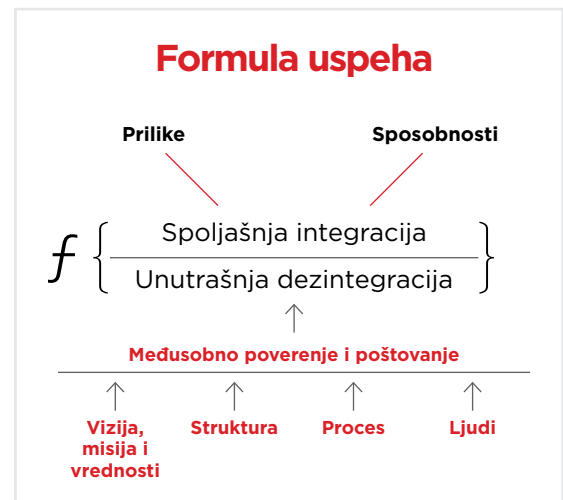 Formula uspeha
Prilike
Sposobnosti
f { Spoljašnja integracija }
Unutrašnja dezintegracija
Međusobno poverenje i poštovanje
Vizija,
misija i
vrednosti
Struktura
Proces
Ljudi